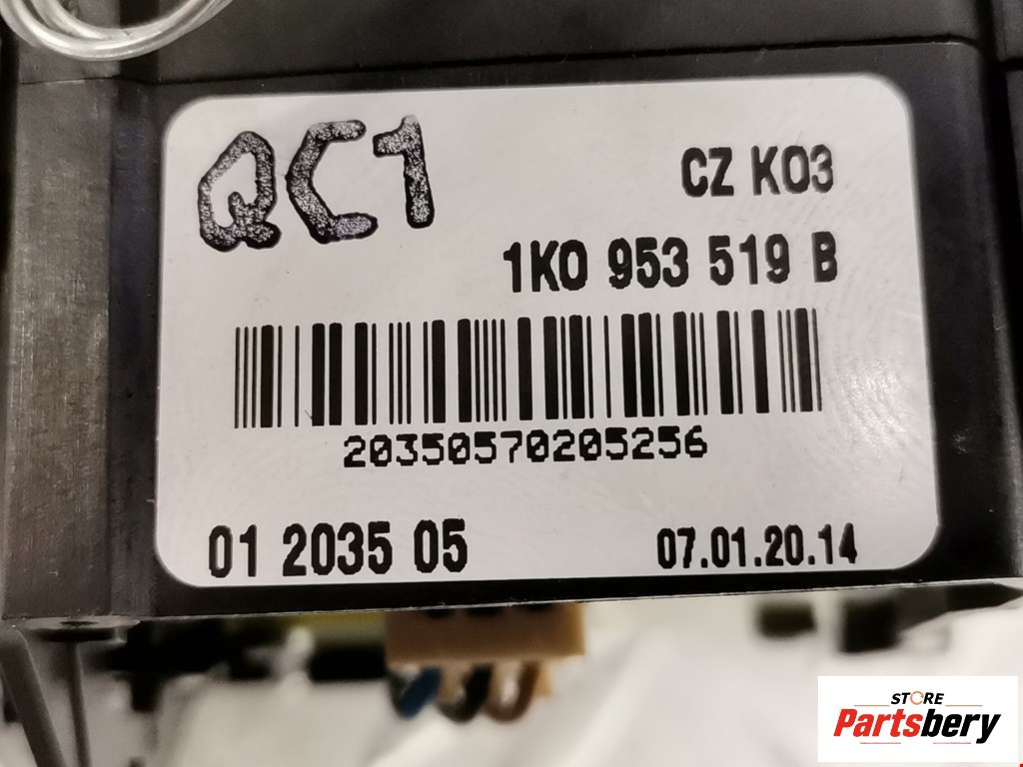 QC1
CZ K03
1K0 953 519 B
20350570205256
01 2035 05
07.01.20.14
STORE
Partsbery